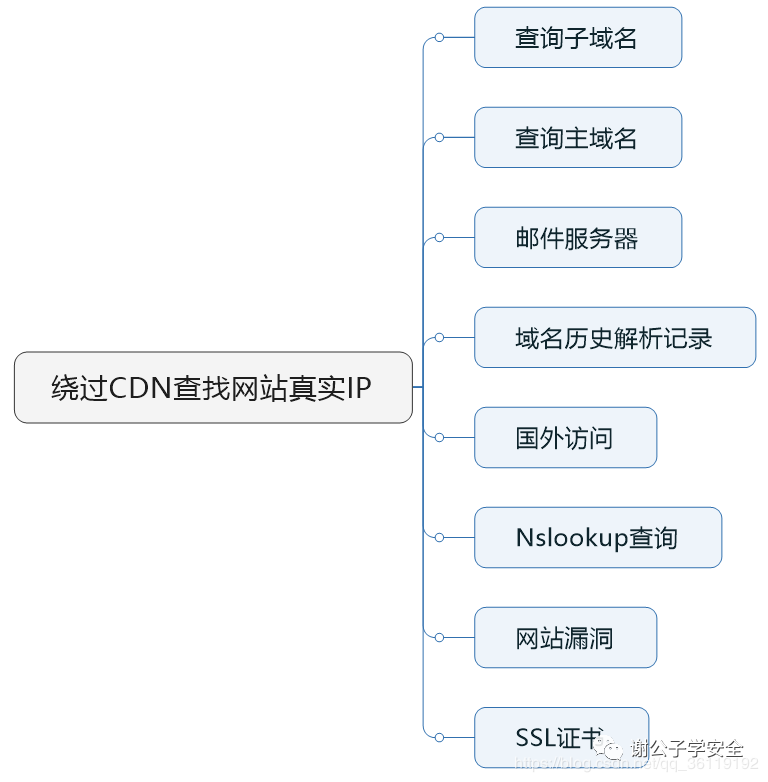 查询子域名
查询主域名
邮件服务器
域名历史解析记录
绕过CDN查找网站真实IP
国外访问
Nslookup查询
网站漏洞
SSL证书
谢公子学安全
https://blog.csdn.net/qq_36119192